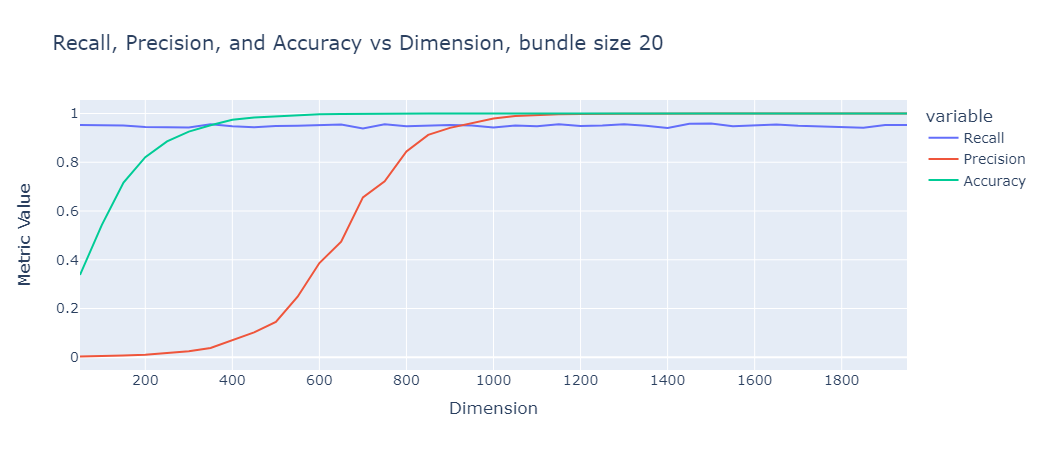 Recall, Precision, and Accuracy vs Dimension, bundle size 20
variable
Recall
Precision
Accuracy
Metric Value
1
0.8
0.6
0.4
0.2
0
200 400 600 800 1000 1200 1400 1600 1800
Dimension